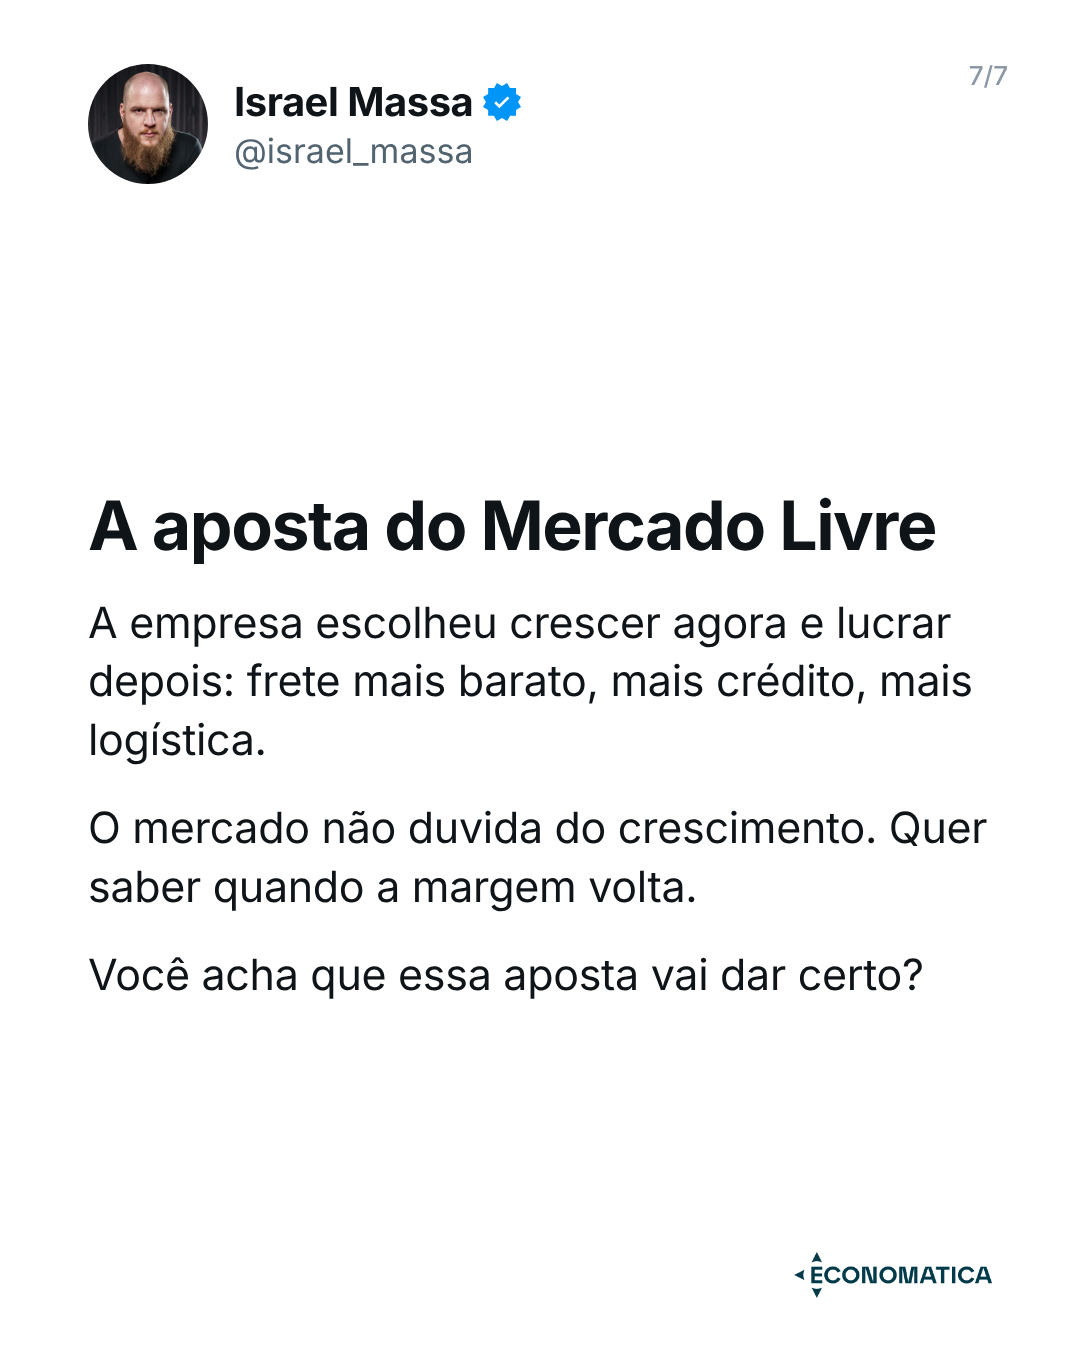 Israel Massa
@israel_massa
7/7
A aposta do Mercado Livre
A empresa escolheu crescer agora e lucrar
depois: frete mais barato, mais crédito, mais
logística.
O mercado não duvida do crescimento. Quer
saber quando a margem volta.
Você acha que essa aposta vai dar certo?
ECONOMATICA